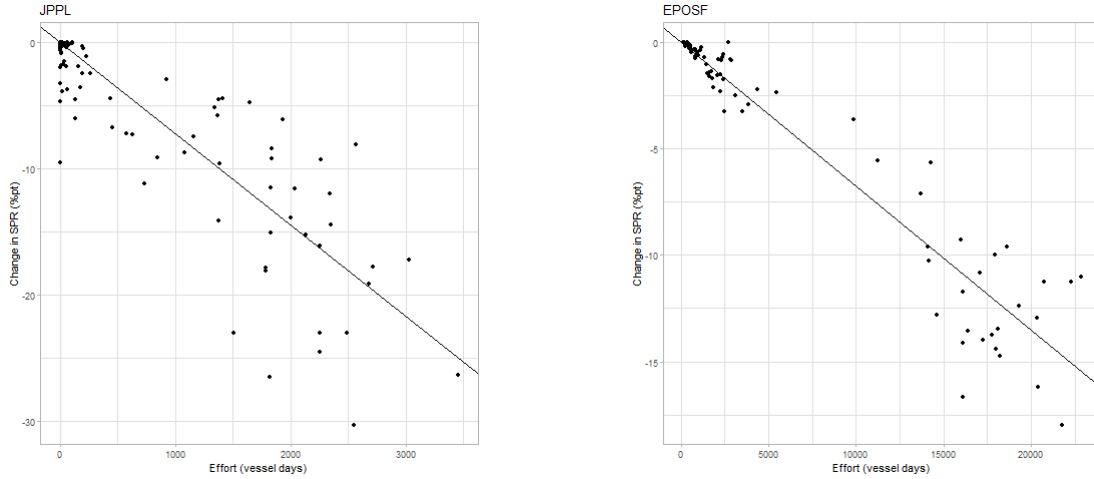 JPPL
Change in SPR (%pt)
0
-10
-20
-30
0 1000 2000 3000
Effort (vessel days)
EPOSF
Change in SPR (%pt)
0
-5
-10
-15
0 5000 10000 15000 20000
Effort (vessel days)